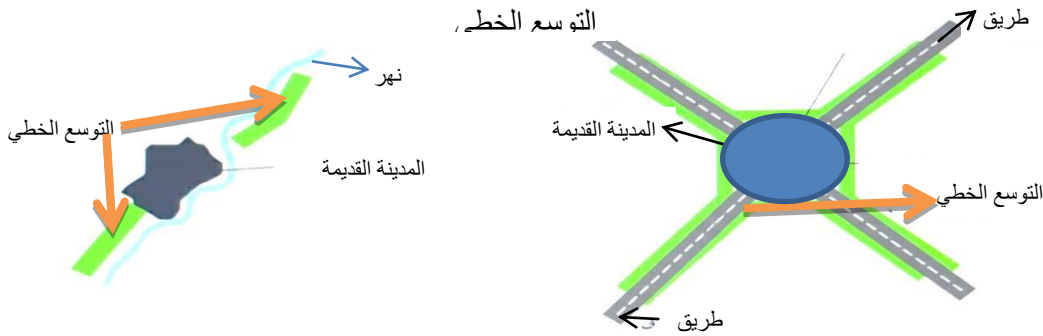 التوسع الخطي
طريق
نهر
التوسع الخطي
المدينة القديمة
المدينة القديمة
التوسع الخطي
طريق